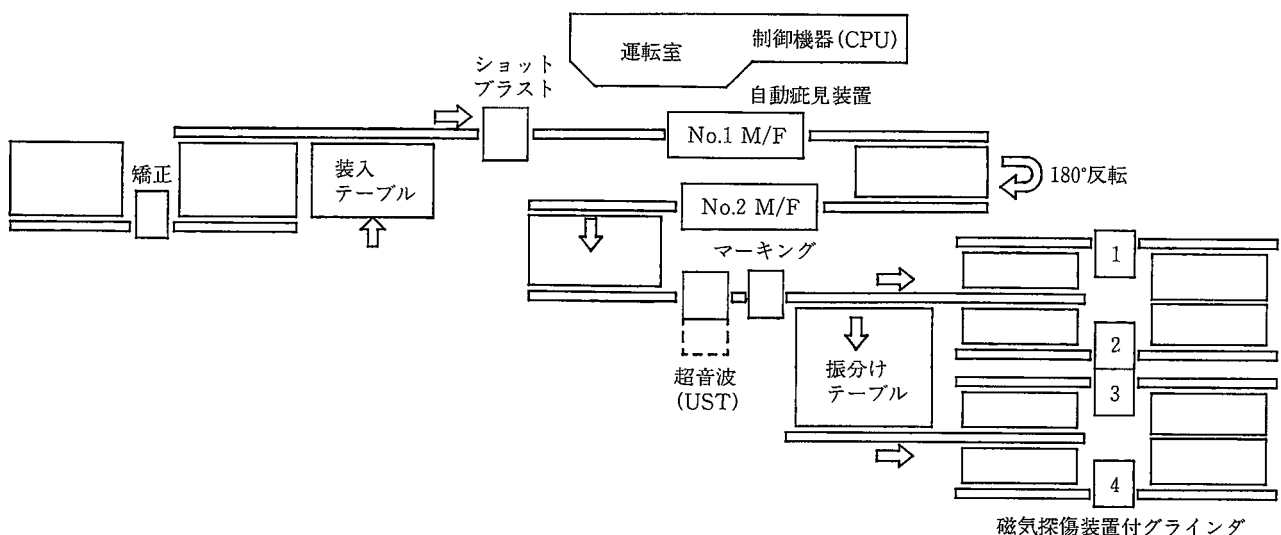 運転室
制御機器(CPU)
ショット
ブラスト
自動疵見装置
No.1 M/F
矯正
装入
テーブル
180°反転
No.2 M/F
マーキング
1
2
超音波
(UST)
振分け
テーブル
3
4
磁気探傷装置付グラインダ